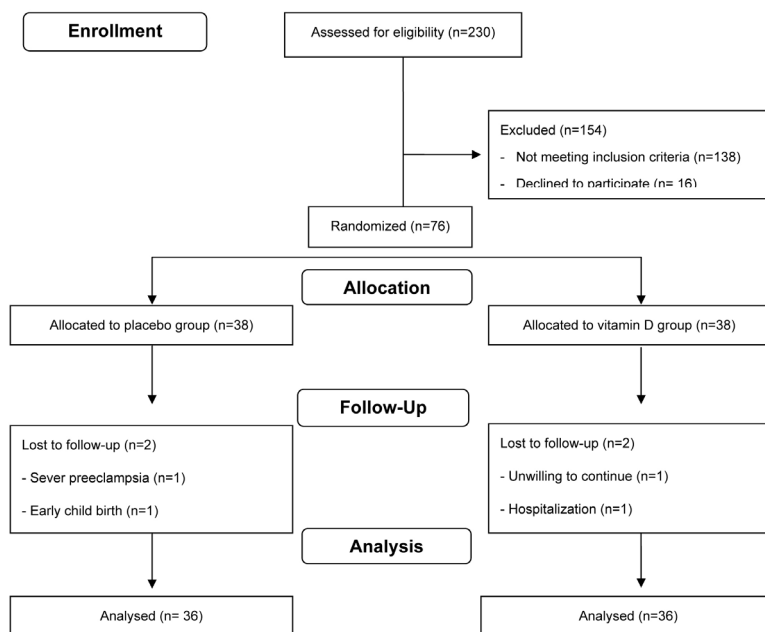 Enrollment
Assessed for eligibility (n=230)
Excluded (n=154)
- Not meeting inclusion criteria (n=138)
- Declined to participate (n= 16)
Randomized (n=76)
Allocation
Allocated to placebo group (n=38)
Allocated to vitamin D group (n=38)
Follow-Up
Lost to follow-up (n=2)
- Sever preeclampsia (n=1)
- Early child birth (n=1)
Lost to follow-up (n=2)
- Unwilling to continue (n=1)
- Hospitalization (n=1)
Analysis
Analysed (n= 36)
Analysed (n=36)